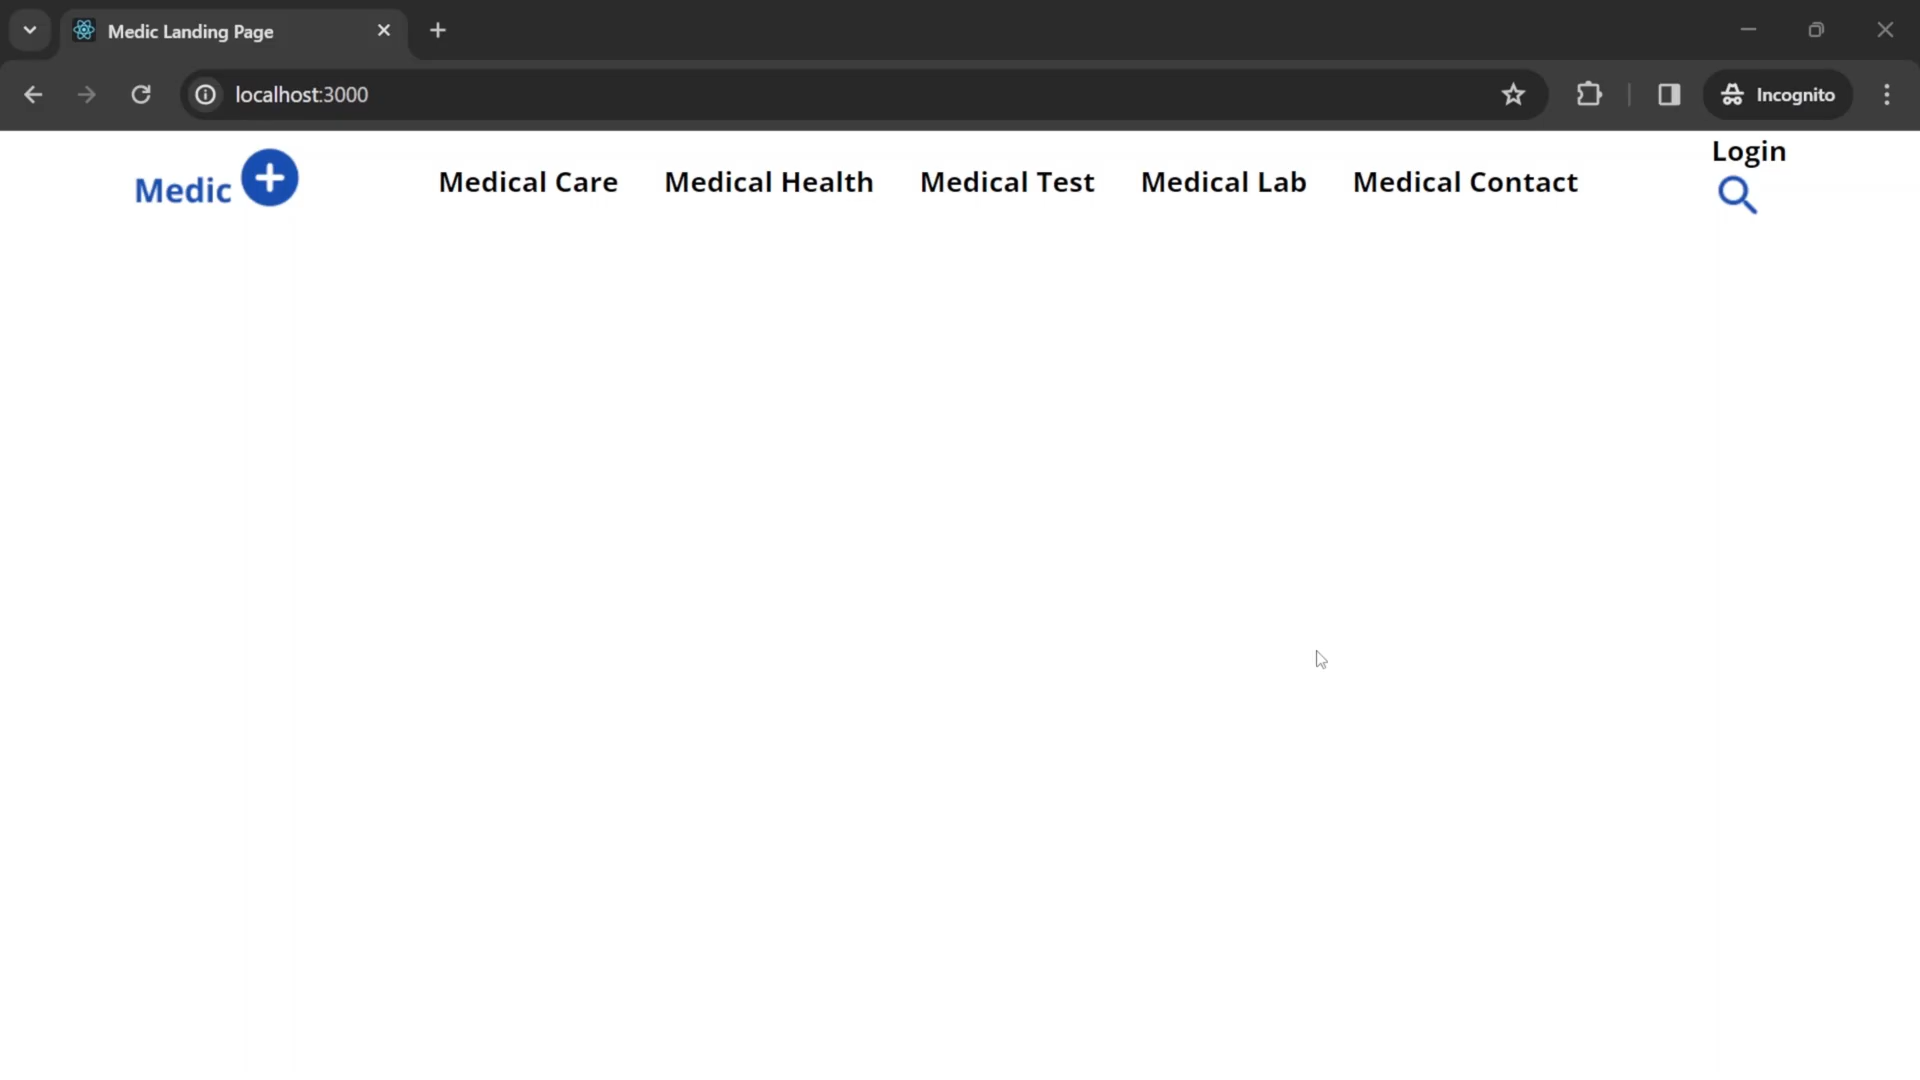 Medic Landing Page
localhost:3000
Incognito
Medic
Medical Care Medical Health Medical Test Medical Lab Medical Contact
Login